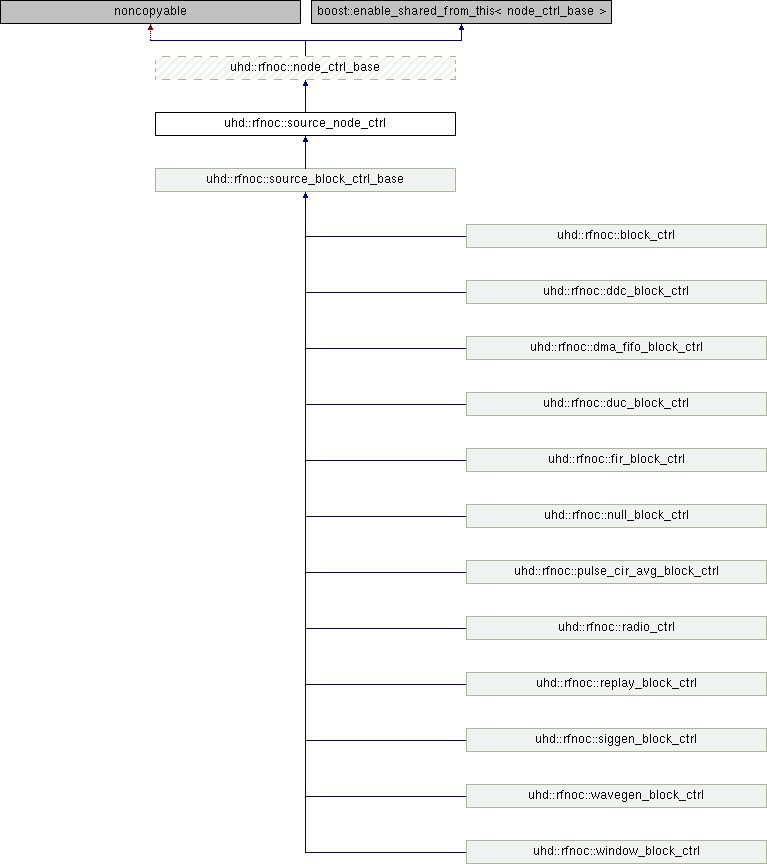 noncopyable
boost::enable_shared_from_this< node_ctrl_base >
uhd::rfnoc::node_ctrl_base
uhd::rfnoc::source_node_ctrl
uhd::rfnoc::source_block_ctrl_base
uhd::rfnoc::block_ctrl
uhd::rfnoc::ddc_block_ctrl
uhd::rfnoc::dma_fifo_block_ctrl
uhd::rfnoc::duc_block_ctrl
uhd::rfnoc::fir_block_ctrl
uhd::rfnoc::null_block_ctrl
uhd::rfnoc::pulse_cir_avg_block_ctrl
uhd::rfnoc::radio_ctrl
uhd::rfnoc::replay_block_ctrl
uhd::rfnoc::siggen_block_ctrl
uhd::rfnoc::wavegen_block_ctrl
uhd::rfnoc::window_block_ctrl